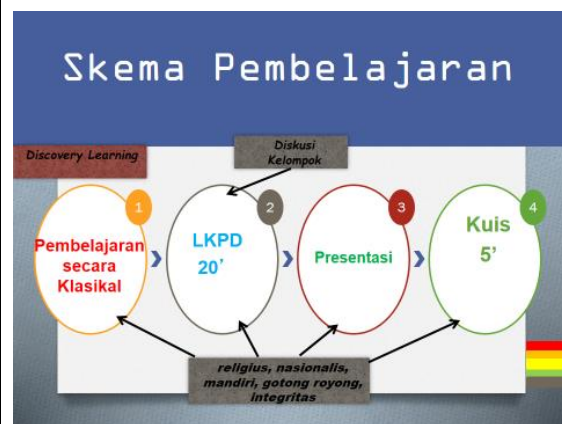 Skema Pembelajaran
Discovery Learning
Diskusi
Kelompok
1
Pembelajaran
secara
Klasikal
2
LKPD
20’
3
Presentasi
4
Kuis
5’
religius, nasionalis,
mandiri, gotong royong,
integritas